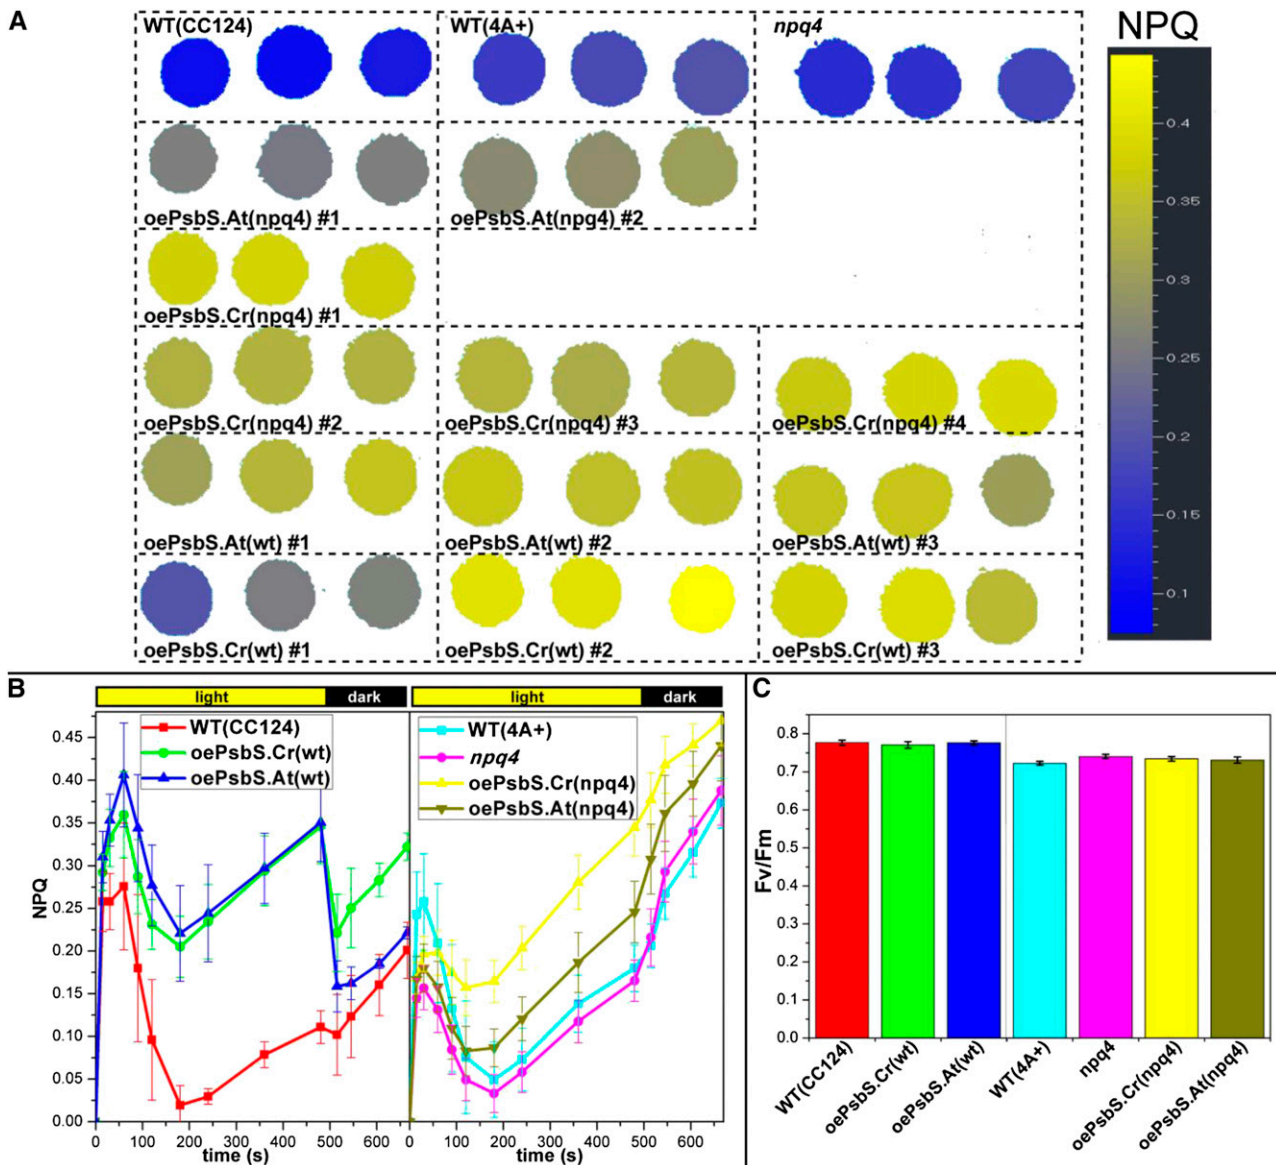 A
WT(CC124)
WT(4A+)
npq4
NPQ
oePsbS.At(npq4) #1
oePsbS.At(npq4) #2
oePsbS.Cr(npq4) #1
oePsbS.Cr(npq4) #2
oePsbS.Cr(npq4) #3
oePsbS.Cr(npq4) #4
oePsbS.At(wt) #1
oePsbS.At(wt) #2
oePsbS.At(wt) #3
oePsbS.Cr(wt) #1
oePsbS.Cr(wt) #2
oePsbS.Cr(wt) #3
0.4
0.35
0.3
0.25
0.2
0.15
0.1
B
light
dark
light
dark
WT(CC124)
oePsbS.Cr(wt)
oePsbS.At(wt)
WT(4A+)
npq4
oePsbS.Cr(npq4)
oePsbS.At(npq4)
NPQ
0.45
0.40
0.35
0.30
0.25
0.20
0.15
0.10
0.05
0.00
0 100 200 300 400 500 600
0 100 200 300 400 500 600
time (s)
time (s)
C
Fv/Fm
0.8
0.7
0.6
0.5
0.4
0.3
0.2
0.1
0.0
WT(CC124)
oePsbS.Cr(wt)
oePsbS.At(wt)
WT(4A+)
npq4
oePsbS.Cr(npq4)
oePsbS.At(npq4)